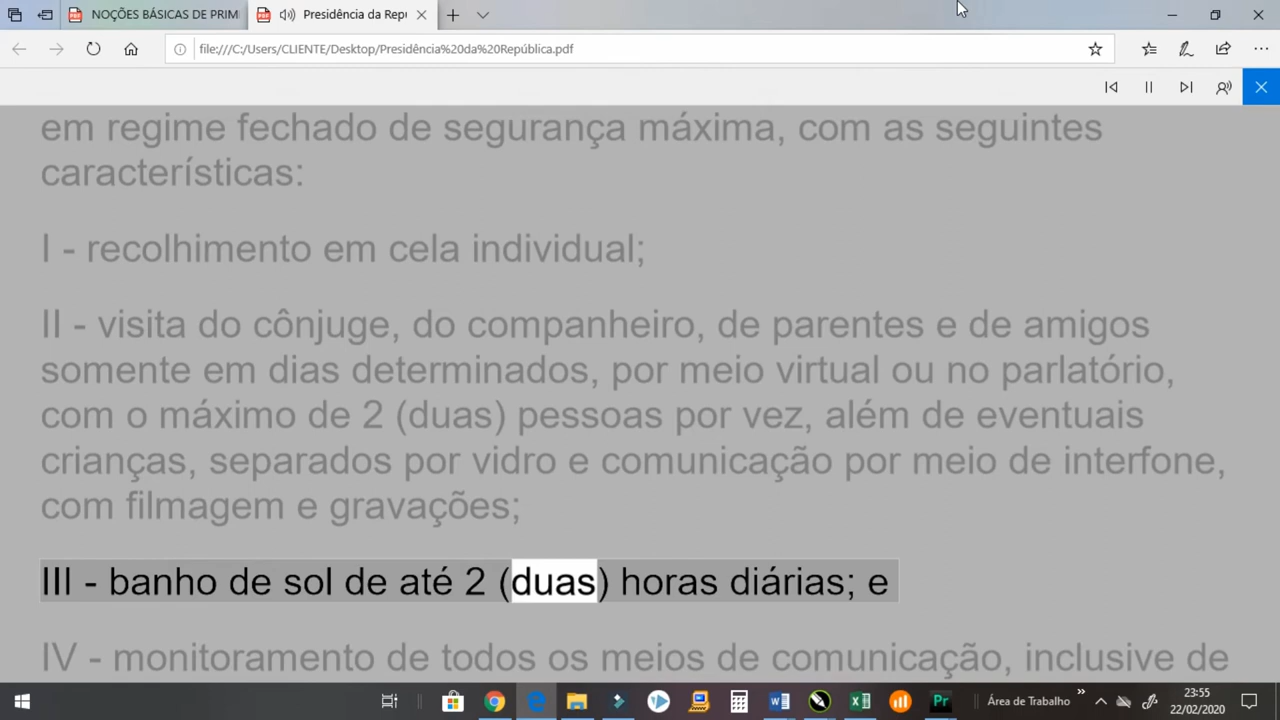 NOÇÕES BÁSICAS DE PRIM
Presidência da Repú
file:///C:/Users/CLIENTE/Desktop/Presidência%20da%20República.pdf
em regime fechado de segurança máxima, com as seguintes
características:
I - recolhimento em cela individual;
II - visita do cônjuge, do companheiro, de parentes e de amigos
somente em dias determinados, por meio virtual ou no parlatório,
com o máximo de 2 (duas) pessoas por vez, além de eventuais
crianças, separados por vidro e comunicação por meio de interfone,
com filmagem e gravações;
III - banho de sol de até 2 (duas) horas diárias; e
IV - monitoramento de todos os meios de comunicação, inclusive de
Área de Trabalho
23:55
22/02/2020